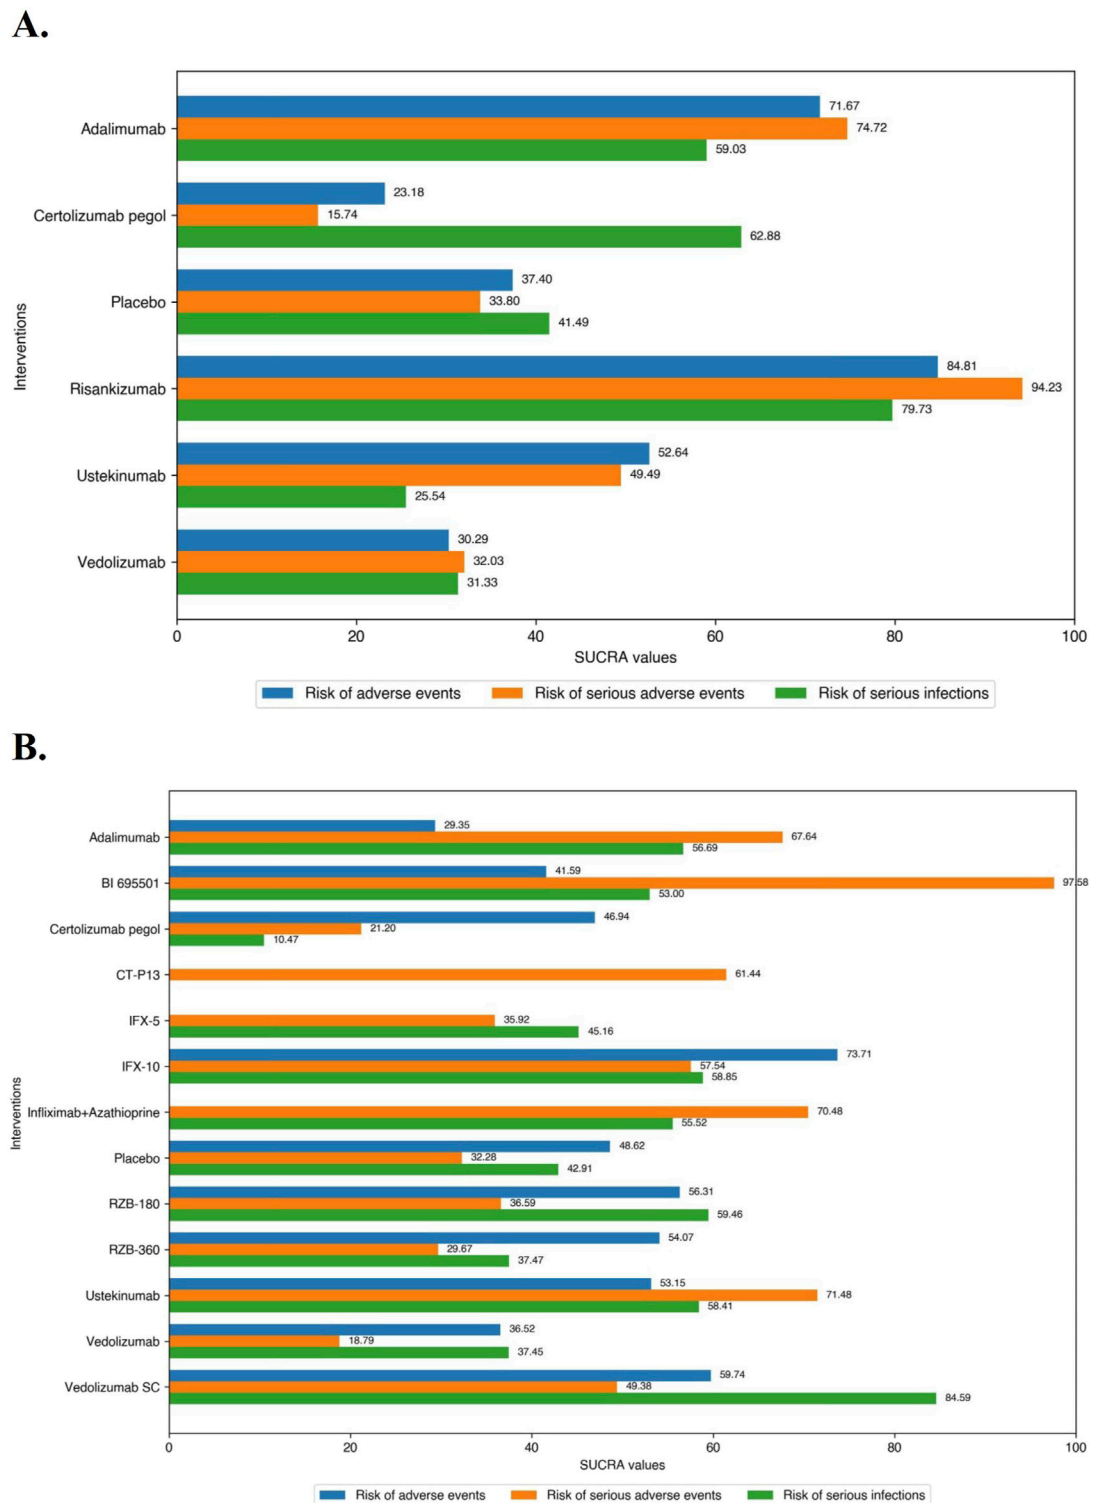 A.
Adalimumab
71.67
74.72
59.03
Certolizumab pegol
23.18
15.74
62.88
Placebo
37.40
33.80
41.49
Risankizumab
84.81
94.23
79.73
Ustekinumab
52.64
49.49
25.54
Vedolizumab
30.29
32.03
31.33
Interventions
0 20 40 60 80 100
SUCRA values
Risk of adverse events Risk of serious adverse events Risk of serious infections
B.
Adalimumab
29.35
67.64
56.69
BI 695501
41.59
97.58
53.00
Certolizumab pegol
46.94
21.20
10.47
CT-P13
61.44
IFX-5
35.92
45.16
IFX-10
73.71
57.54
58.85
Infliximab+Azathioprine
70.48
55.52
Placebo
48.62
32.28
42.91
RZB-180
56.31
36.59
59.46
RZB-360
54.07
29.67
37.47
Ustekinumab
53.15
71.48
58.41
Vedolizumab
36.52
18.79
37.45
Vedolizumab SC
59.74
49.38
84.59
Interventions
0 20 40 60 80 100
SUCRA values
Risk of adverse events Risk of serious adverse events Risk of serious infections